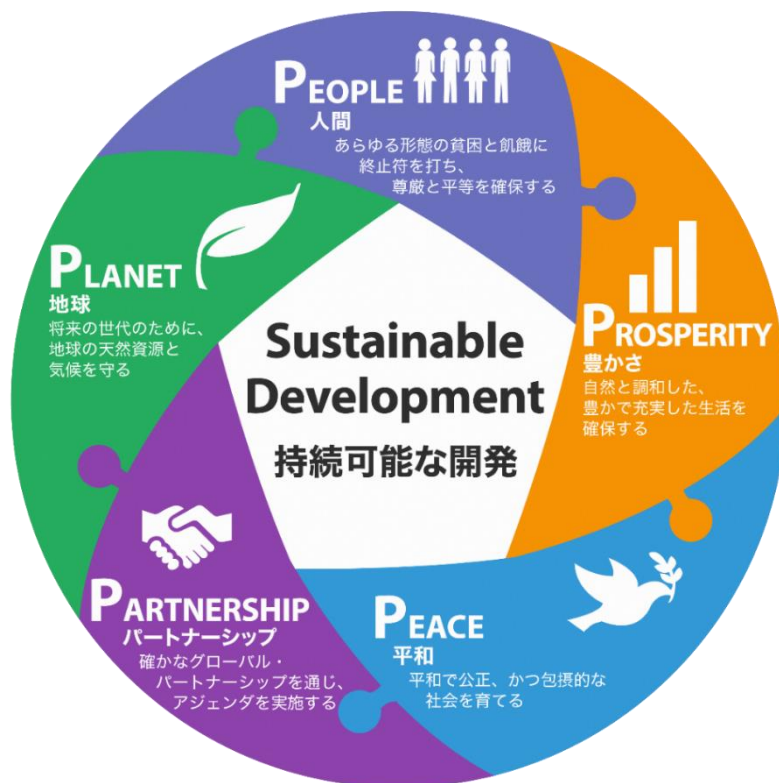 PEOPLE
人間
あらゆる形態の貧困と飢餓に
終止符を打ち、
尊厳と平等を確保する
PROSPERITY
豊かさ
自然と調和した、
豊かで充実した生活を
確保する
PLANET
地球
将来の世代のために、
地球の天然資源と
気候を守る
Sustainable
Development
持続可能な開発
PARTNERSHIP
パートナーシップ
確かなグローバル・
パートナーシップを通じ、
アジェンダを実施する
PEACE
平和
平和で公正、かつ包摂的な
社会を育てる